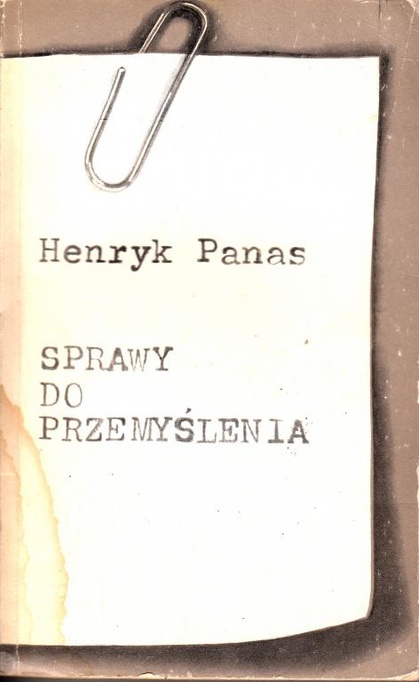 Henryk Panas
SPRAWY
DO
PRZEMYŚLENIA